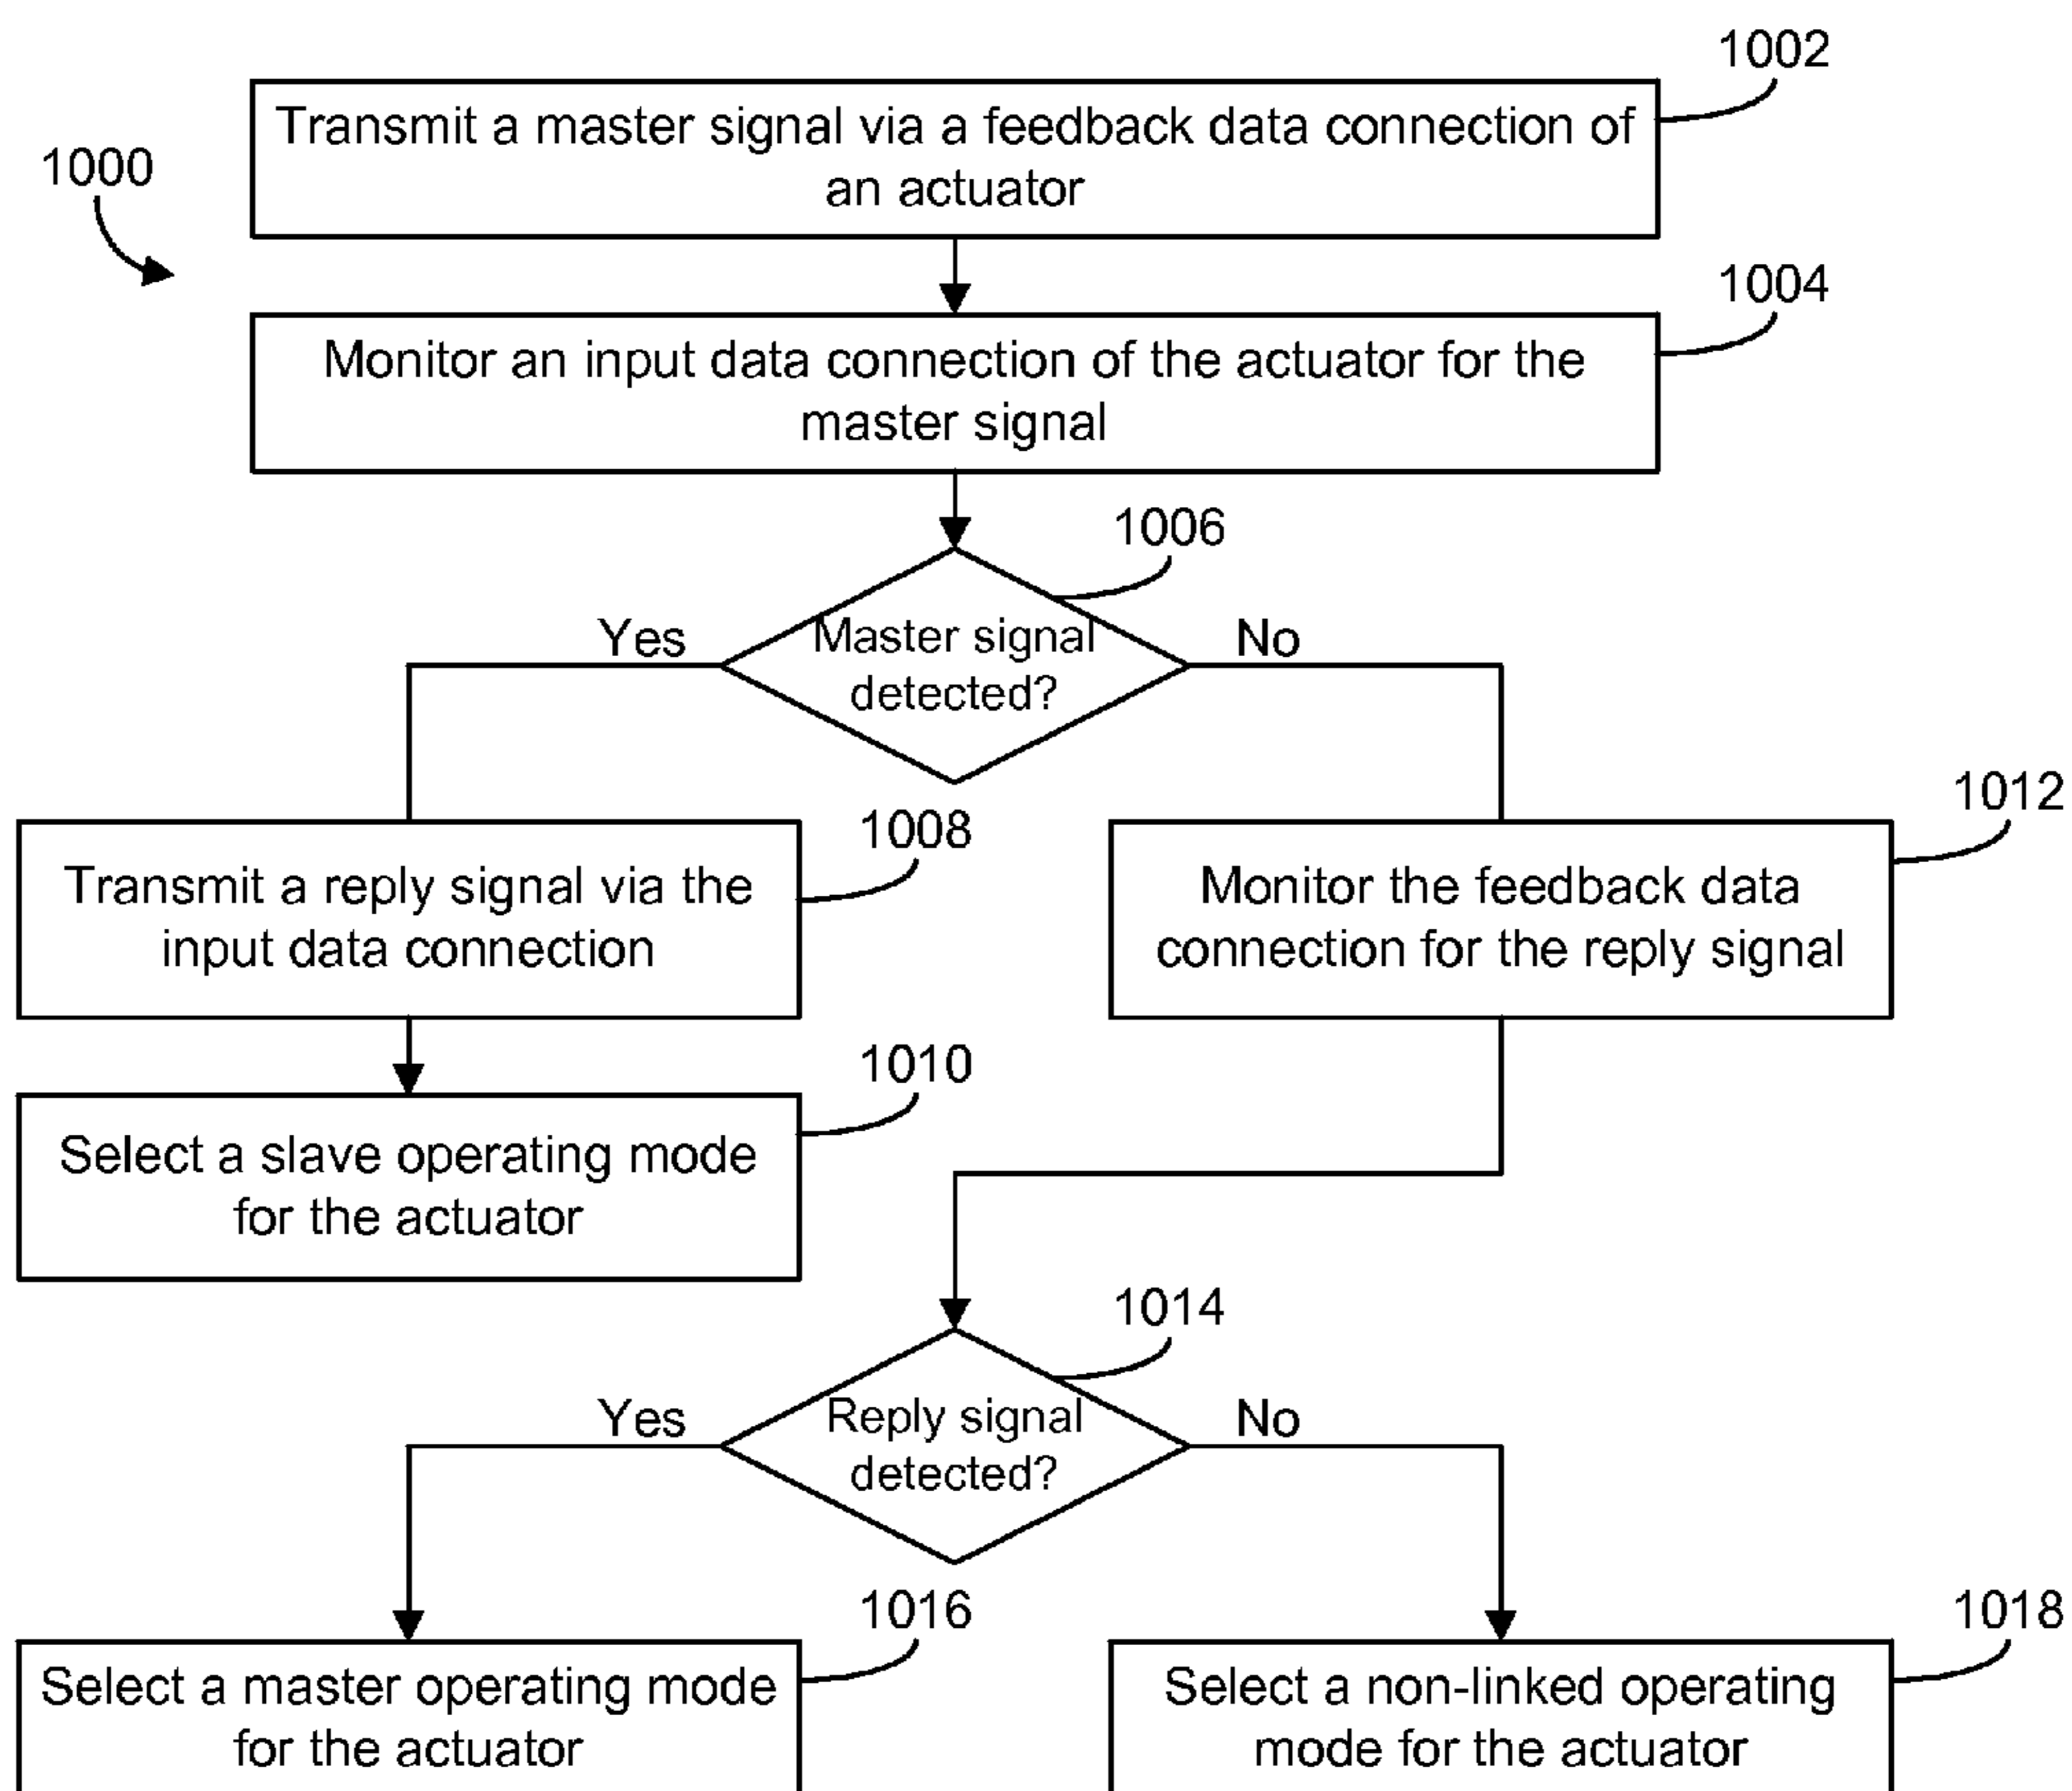 1002
Transmit a master signal via a feedback data connection of
an actuator
1000
1004
Monitor an input data connection of the actuator for the
master signal
1006
Yes
Master signal
detected?
No
1008
Transmit a reply signal via the
input data connection
1012
Monitor the feedback data
connection for the reply signal
1010
Select a slave operating mode
for the actuator
1014
Yes
Reply signal
detected?
No
1016
Select a master operating mode
for the actuator
1018
Select a non-linked operating
mode for the actuator